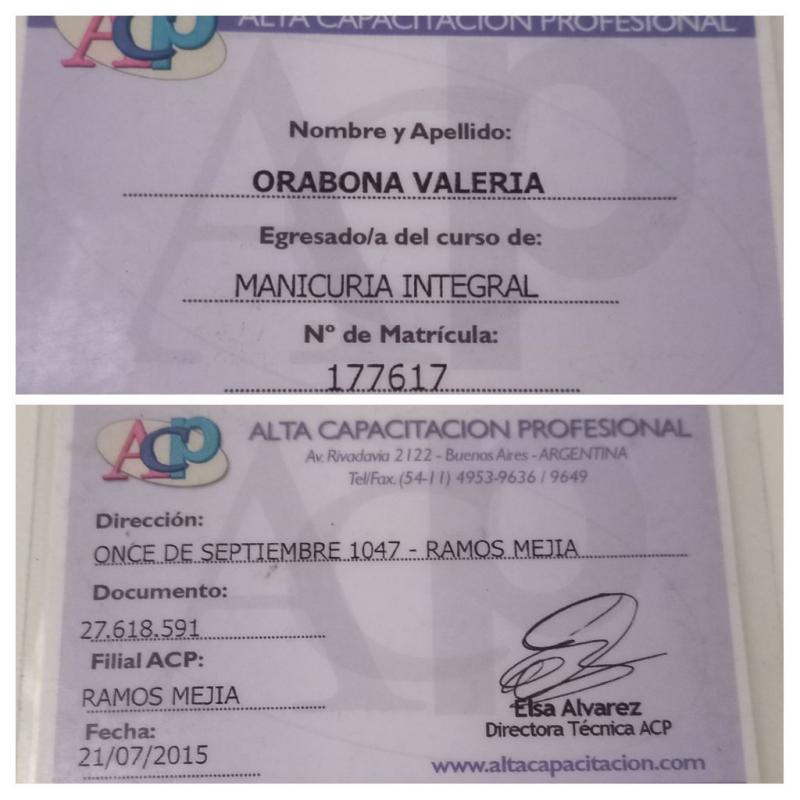 ACP
ALTA CAPACITACION PROFESIONAL
Nombre y Apellido:
ORABONA VALERIA
Egresado/a del curso de:
MANICURIA INTEGRAL
Nº de Matrícula:
177617
ACP
ALTA CAPACITACION PROFESIONAL
Av. Rivadavia 2122 - Buenos Aires - ARGENTINA
Tel/Fax. (54-11) 4953-9636 / 9649
Dirección:
ONCE DE SEPTIEMBRE 1047 - RAMOS MEJIA
Documento:
27.618.591
Filial ACP:
RAMOS MEJIA
Fecha:
21/07/2015
Elsa Alvarez
Directora Técnica ACP
www.altacapacitacion.com